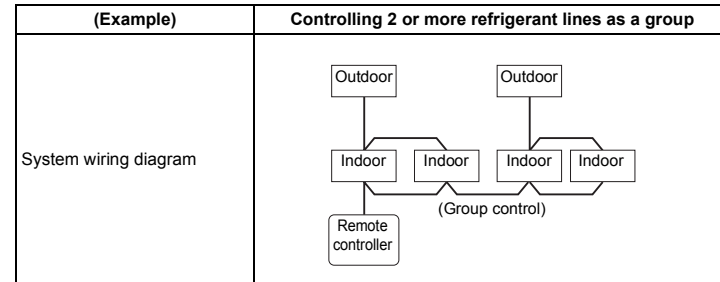 (Example)
Controlling 2 or more refrigerant lines as a group
System wiring diagram
Outdoor
Outdoor
Indoor
Indoor
Indoor
Indoor
(Group control)
Remote
controller